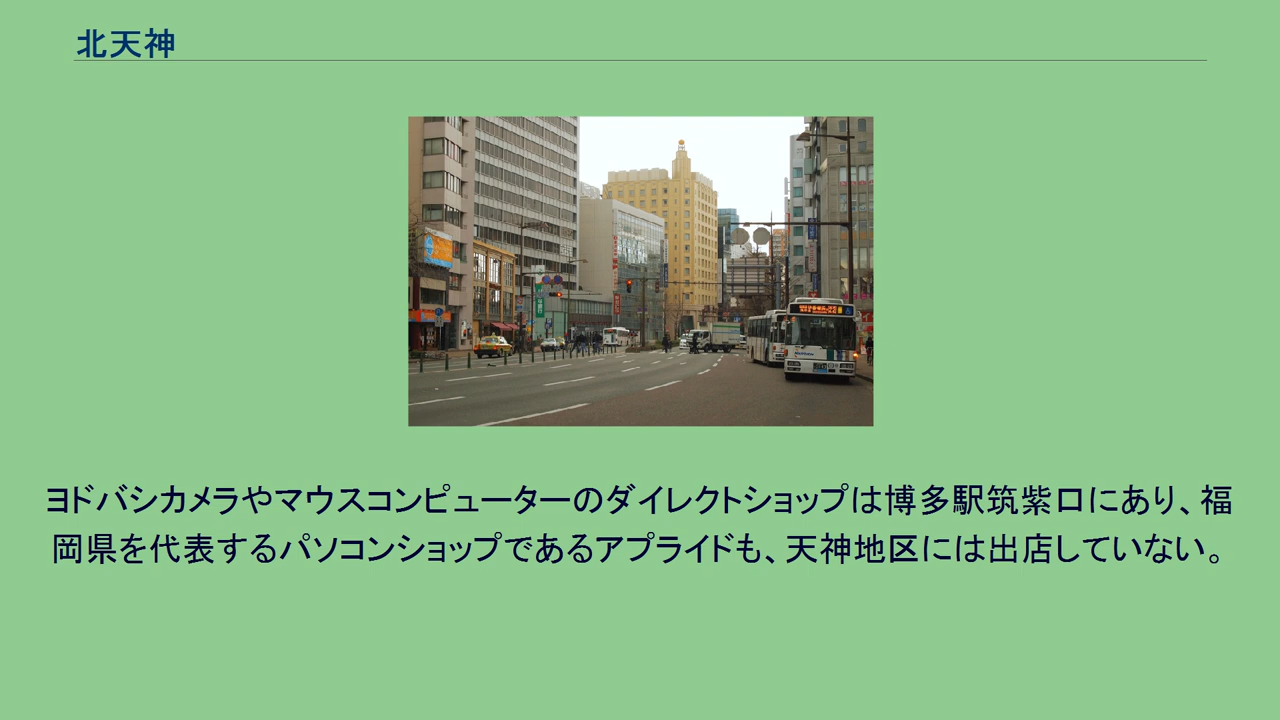 北天神
ヨドバシカメラやマウスコンピューターのダイレクトショップは博多駅筑紫口にあり、福
岡県を代表するパソコンショップであるアプライドも、天神地区には出店していない。